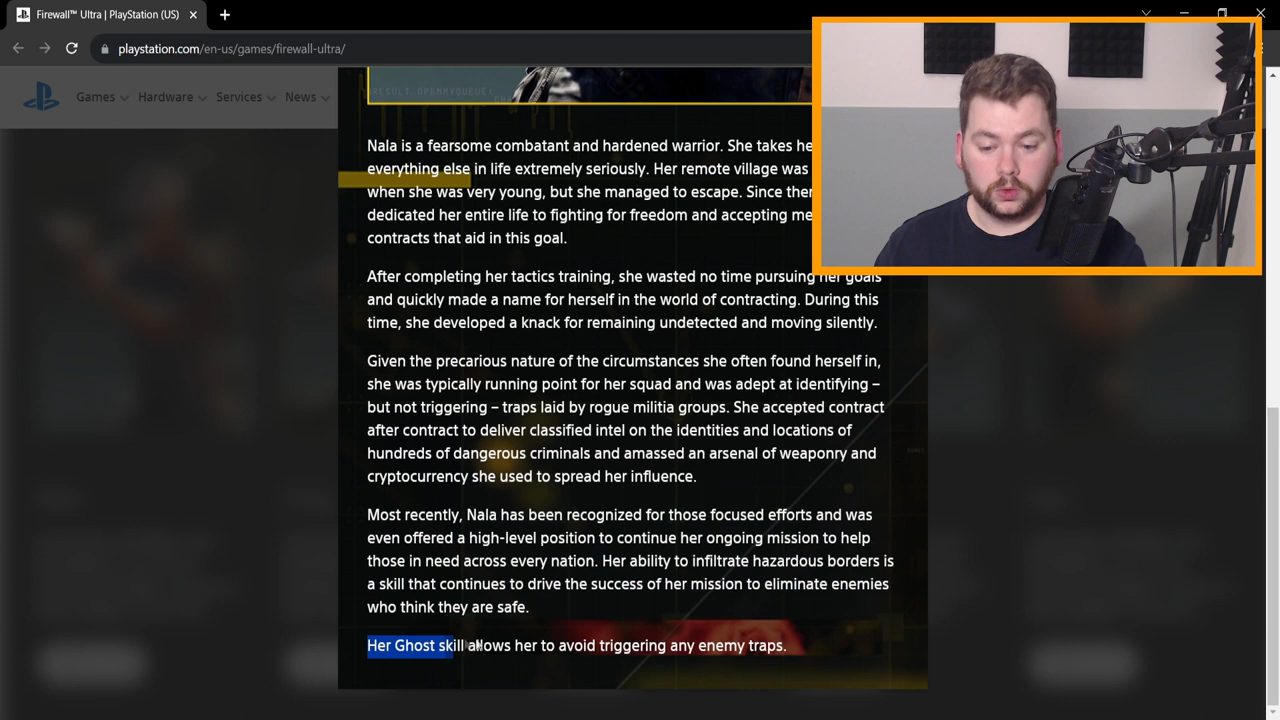 Firewall™ Ultra | PlayStation (US)
playstation.com/en-us/games/firewall-ultra/
Games
Hardware
Services
News
Nala is a fearsome combatant and hardened warrior. She takes
everything else in life extremely seriously. Her remote village was
when she was very young, but she managed to escape. Since
dedicated her entire life to fighting for freedom and accepting
contracts that aid in this goal.
After completing her tactics training, she wasted no time pursuing her goals
and quickly made a name for herself in the world of contracting. During this
time, she developed a knack for remaining undetected and moving silently.
Given the precarious nature of the circumstances she often found herself in,
she was typically running point for her squad and was adept at identifying –
but not triggering – traps laid by rogue militia groups. She accepted contract
after contract to deliver classified intel on the identities and locations of
hundreds of dangerous criminals and amassed an arsenal of weaponry and
cryptocurrency she used to spread her influence.
Most recently, Nala has been recognized for those focused efforts and was
even offered a high-level position to continue her ongoing mission to help
those in need across every nation. Her ability to infiltrate hazardous borders is
a skill that continues to drive the success of her mission to eliminate enemies
who think they are safe.
Her Ghost skill allows her to avoid triggering any enemy traps.